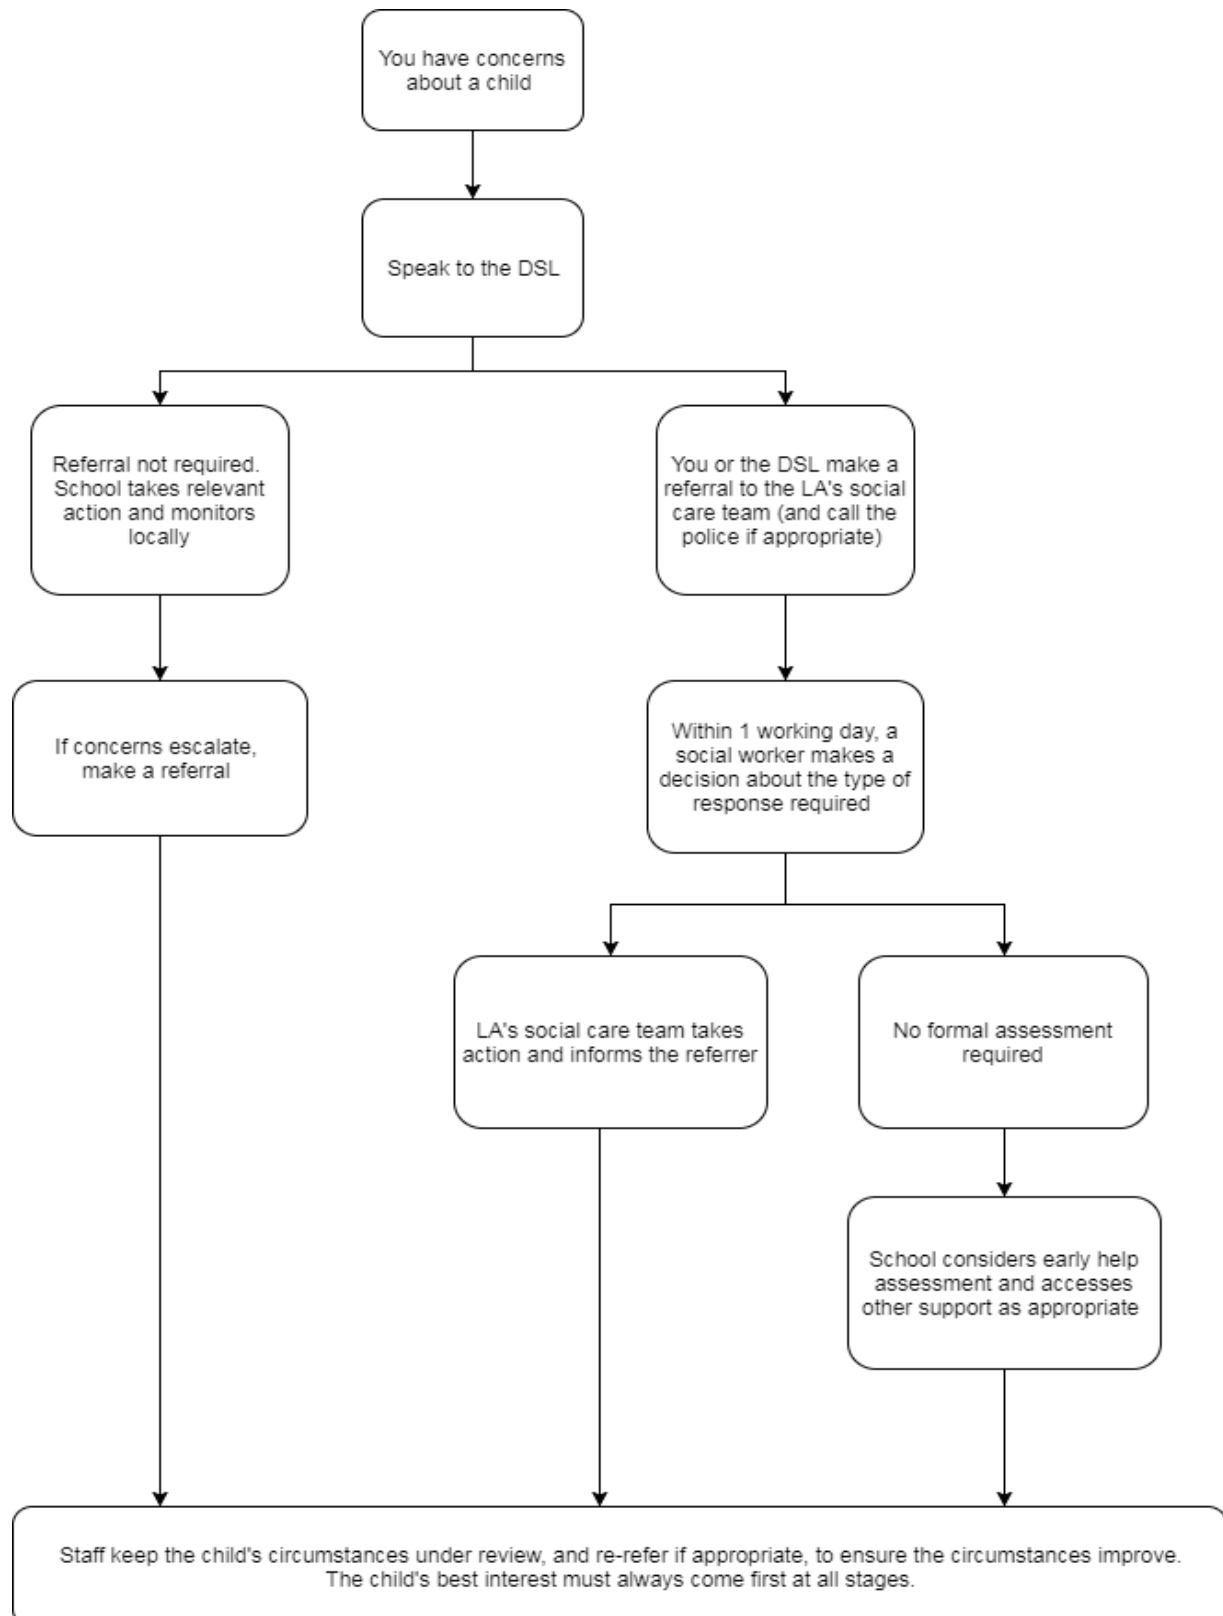 You have concerns
about a child
Speak to the DSL
Referral not required.
School takes relevant
action and monitors
locally
You or the DSL make a
referral to the LA's social
care team (and call the
police if appropriate)
If concerns escalate,
make a referral
Within 1 working day, a
social worker makes a
decision about the type of
response required
LA's social care team takes
action and informs the referrer
No formal assessment
required
School considers early help
assessment and accesses
other support as appropriate
Staff keep the child's circumstances under review, and re-refer if appropriate, to ensure the circumstances improve.
The child's best interest must always come first at all stages.